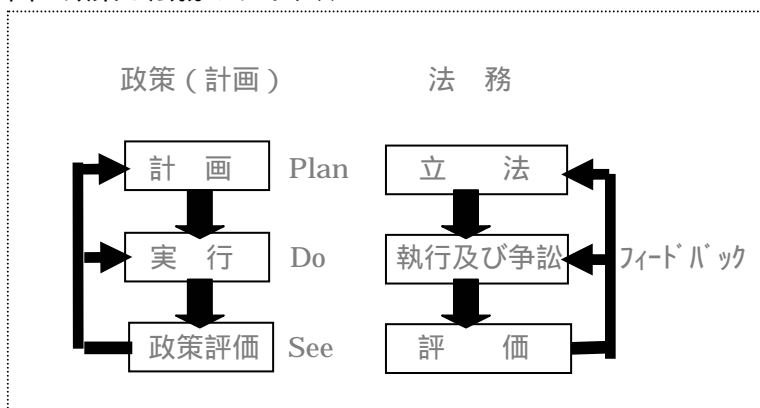 政策（計画） 法　務
計　画 Plan 立　　法
実　行 Do 執行及び争訟 ﾌｨｰﾄﾞﾊﾞｯｸ
政策評価 See 評　　価